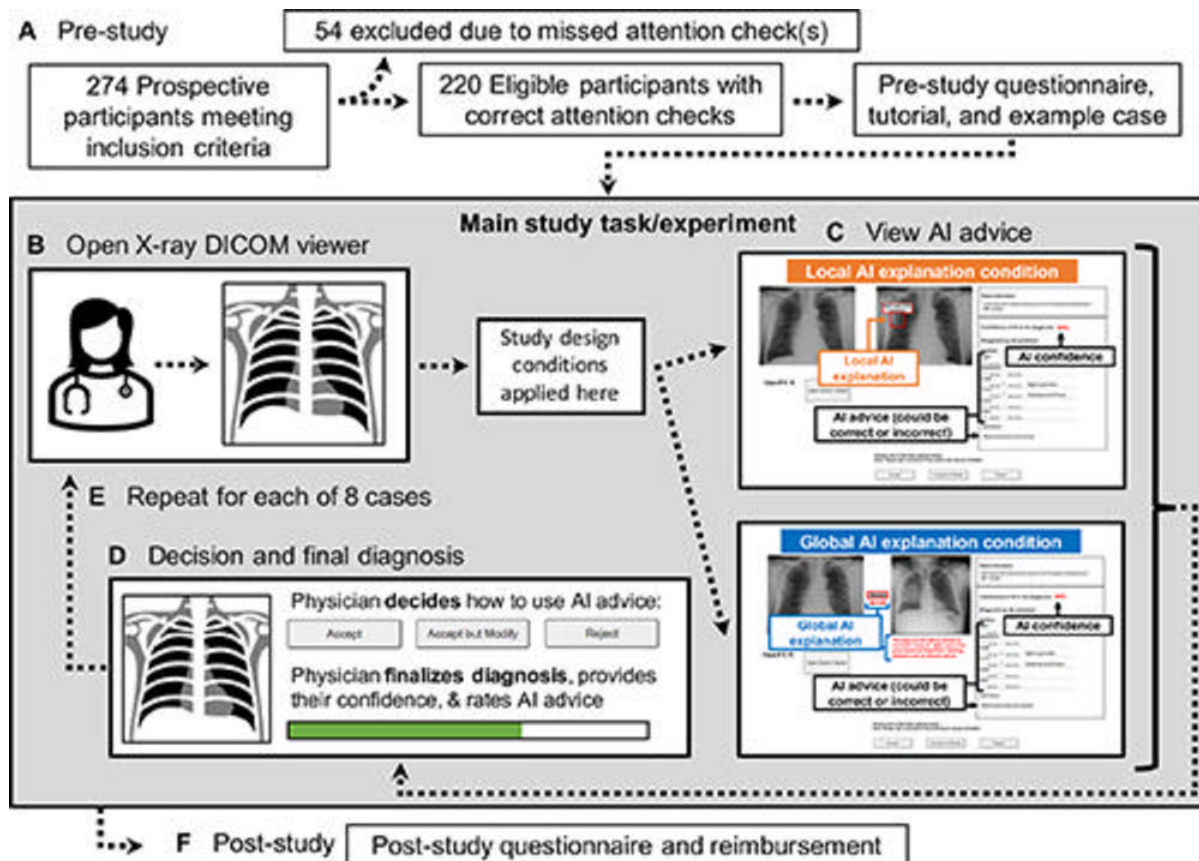 A Pre-study
54 excluded due to missed attention check(s)
274 Prospective
participants meeting
inclusion criteria
220 Eligible participants with
correct attention checks
Pre-study questionnaire,
tutorial, and example case
Main study task/experiment
B Open X-ray DICOM viewer
Study design
conditions
applied here
C View AI advice
Local AI explanation condition
Local AI
explanation
AI confidence
AI advice (could be
correct or incorrect)
Global AI explanation condition
Global AI
explanation
AI confidence
AI advice (could be
correct or incorrect)
E Repeat for each of 8 cases
D Decision and final diagnosis
Physician decides how to use AI advice:
Accept
Accept but Modify
Reject
Physician finalizes diagnosis, provides
their confidence, & rates AI advice
F Post-study
Post-study questionnaire and reimbursement